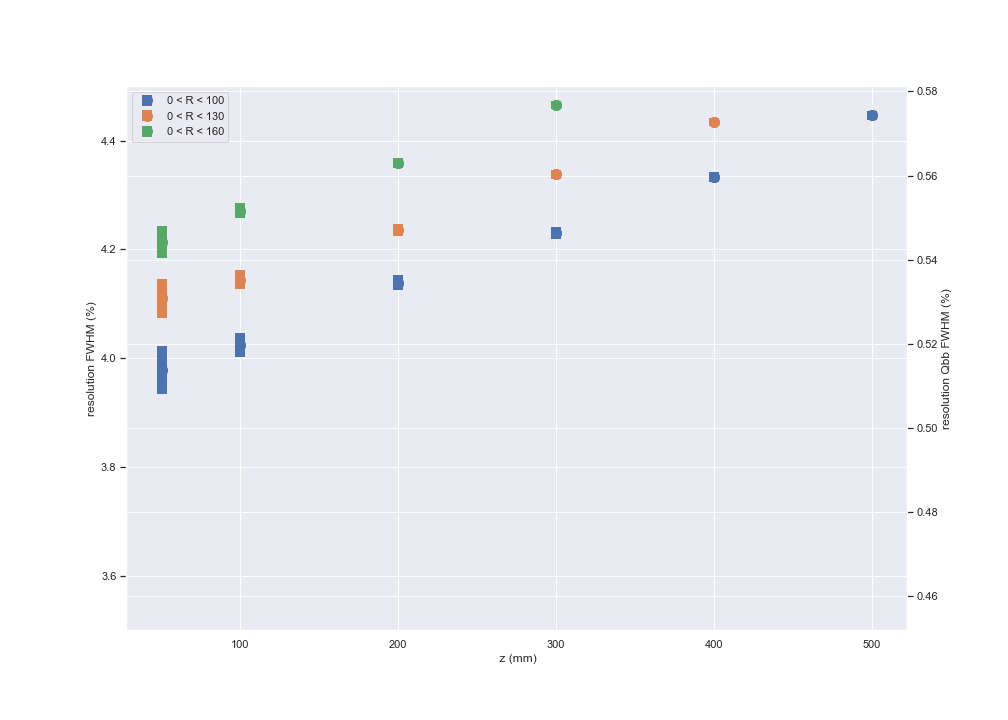 0 < R < 100
0 < R < 130
0 < R < 160
4.4
4.2
4.0
3.8
3.6
resolution FWHM (%)
0.58
0.56
0.54
0.52
0.50
0.48
0.46
resolution Qbb FWHM (%)
100 200 300 400 500
z (mm)